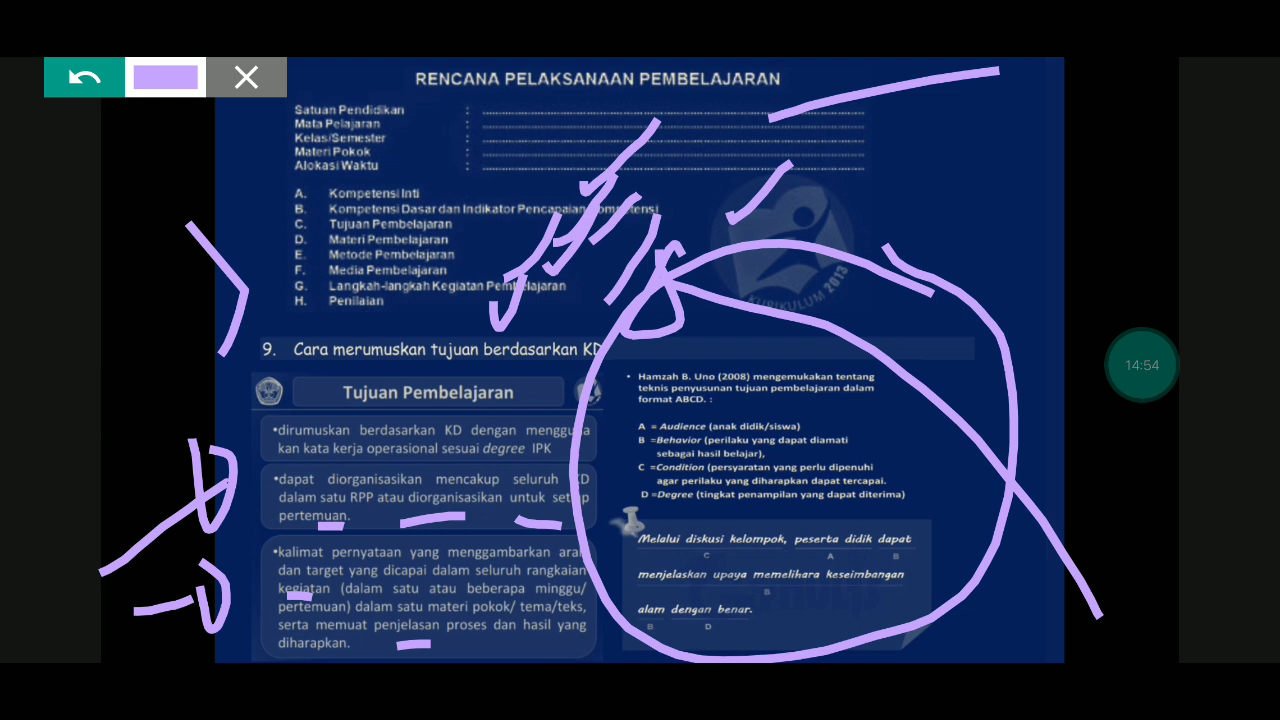 RENCANA PELAKSANAAN PEMBELAJARAN
Satuan Pendidikan :
Mata Pelajaran :
Kelas/Semester :
Materi Pokok :
Alokasi Waktu :
A. Kompetensi Inti
B. Kompetensi Dasar dan Indikator Pencapaian Kompetensi
C. Tujuan Pembelajaran
D. Materi Pembelajaran
E. Metode Pembelajaran
F. Media Pembelajaran
G. Langkah-langkah Kegiatan Pembelajaran
H. Penilaian
KURIKULUM 2013
9. Cara merumuskan tujuan berdasarkan KD
Tujuan Pembelajaran
•dirumuskan berdasarkan KD dengan mengguna
kan kata kerja operasional sesuai degree IPK
•dapat diorganisasikan mencakup seluruh KD
dalam satu RPP atau diorganisasikan untuk setiap
pertemuan.
•kalimat pernyataan yang menggambarkan arah
dan target yang dicapai dalam seluruh rangkaian
kegiatan (dalam satu atau beberapa minggu/
pertemuan) dalam satu materi pokok/ tema/teks,
serta memuat penjelasan proses dan hasil yang
diharapkan.
• Hamzah B. Uno (2008) mengemukakan tentang
teknis penyusunan tujuan pembelajaran dalam
format ABCD. :
A = Audience (anak didik/siswa)
B =Behavior (perilaku yang dapat diamati
sebagai hasil belajar),
C =Condition (persyaratan yang perlu dipenuhi
agar perilaku yang diharapkan dapat tercapai.
D =Degree (tingkat penampilan yang dapat diterima)
Melalui diskusi kelompok, peserta didik dapat
C A B
menjelaskan upaya memelihara keseimbangan
B
alam dengan benar.
B D
14:54